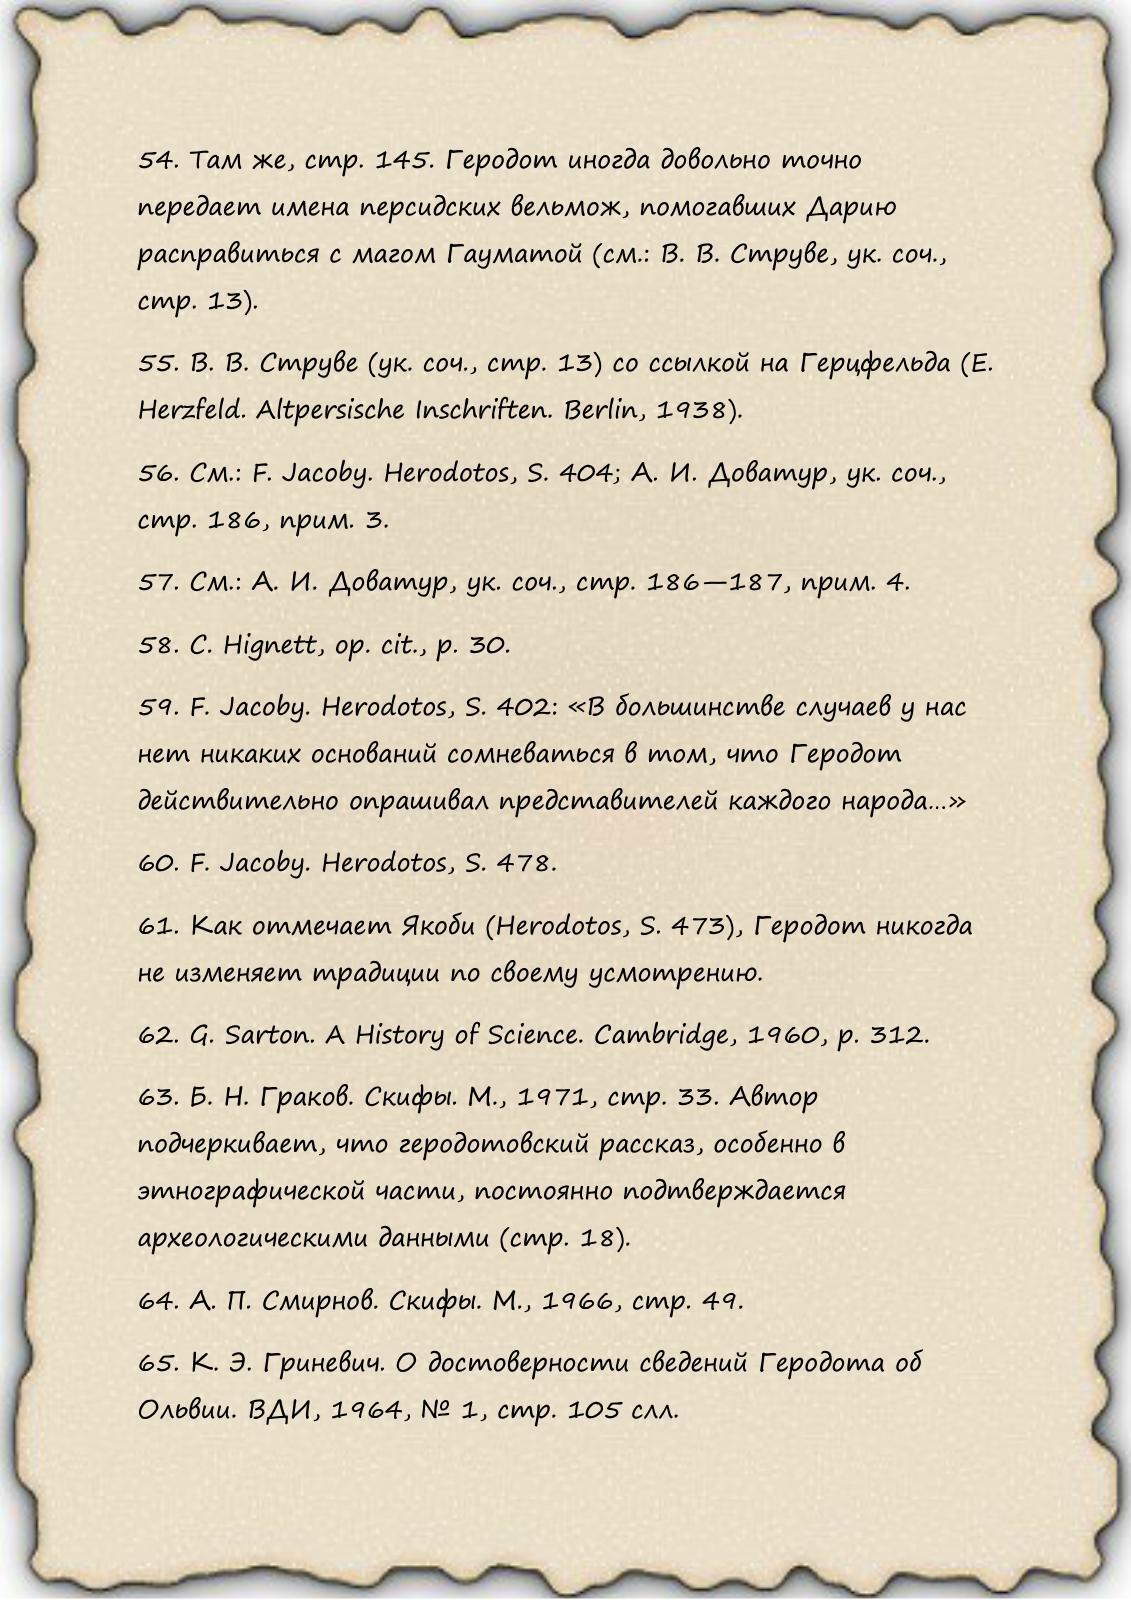 54. Там же, стр. 145. Геродот иногда довольно точно
передает имена персидских вельмож, помогавших Дарию
расправиться с магом Гауматой (см.: В. В. Струве, ук. соч.,
стр. 13).
55. В. В. Струве (ук. соч., стр. 13) со ссылкой на Герцфельда (E.
Herzfeld. Altpersische Inschriften. Berlin, 1938).
56. См.: F. Jacoby. Herodotos, S. 404; А. И. Доватур, ук. соч.,
стр. 186, прим. 3.
57. См.: А. И. Доватур, ук. соч., стр. 186—187, прим. 4.
58. C. Hignett, op. cit., p. 30.
59. F. Jacoby. Herodotos, S. 402: «В большинстве случаев у нас
нет никаких оснований сомневаться в том, что Геродот
действительно опрашивал представителей каждого народа...»
60. F. Jacoby. Herodotos, S. 478.
61. Как отмечает Якоби (Herodotos, S. 473), Геродот никогда
не изменяет традиции по своему усмотрению.
62. G. Sarton. A History of Science. Cambridge, 1960, p. 312.
63. Б. Н. Граков. Скифы. М., 1971, стр. 33. Автор
подчеркивает, что геродотовский рассказ, особенно в
этнографической части, постоянно подтверждается
археологическими данными (стр. 18).
64. А. П. Смирнов. Скифы. М., 1966, стр. 49.
65. К. Э. Гриневич. О достоверности сведений Геродота об
Ольвии. ВДИ, 1964, № 1, стр. 105 слл.